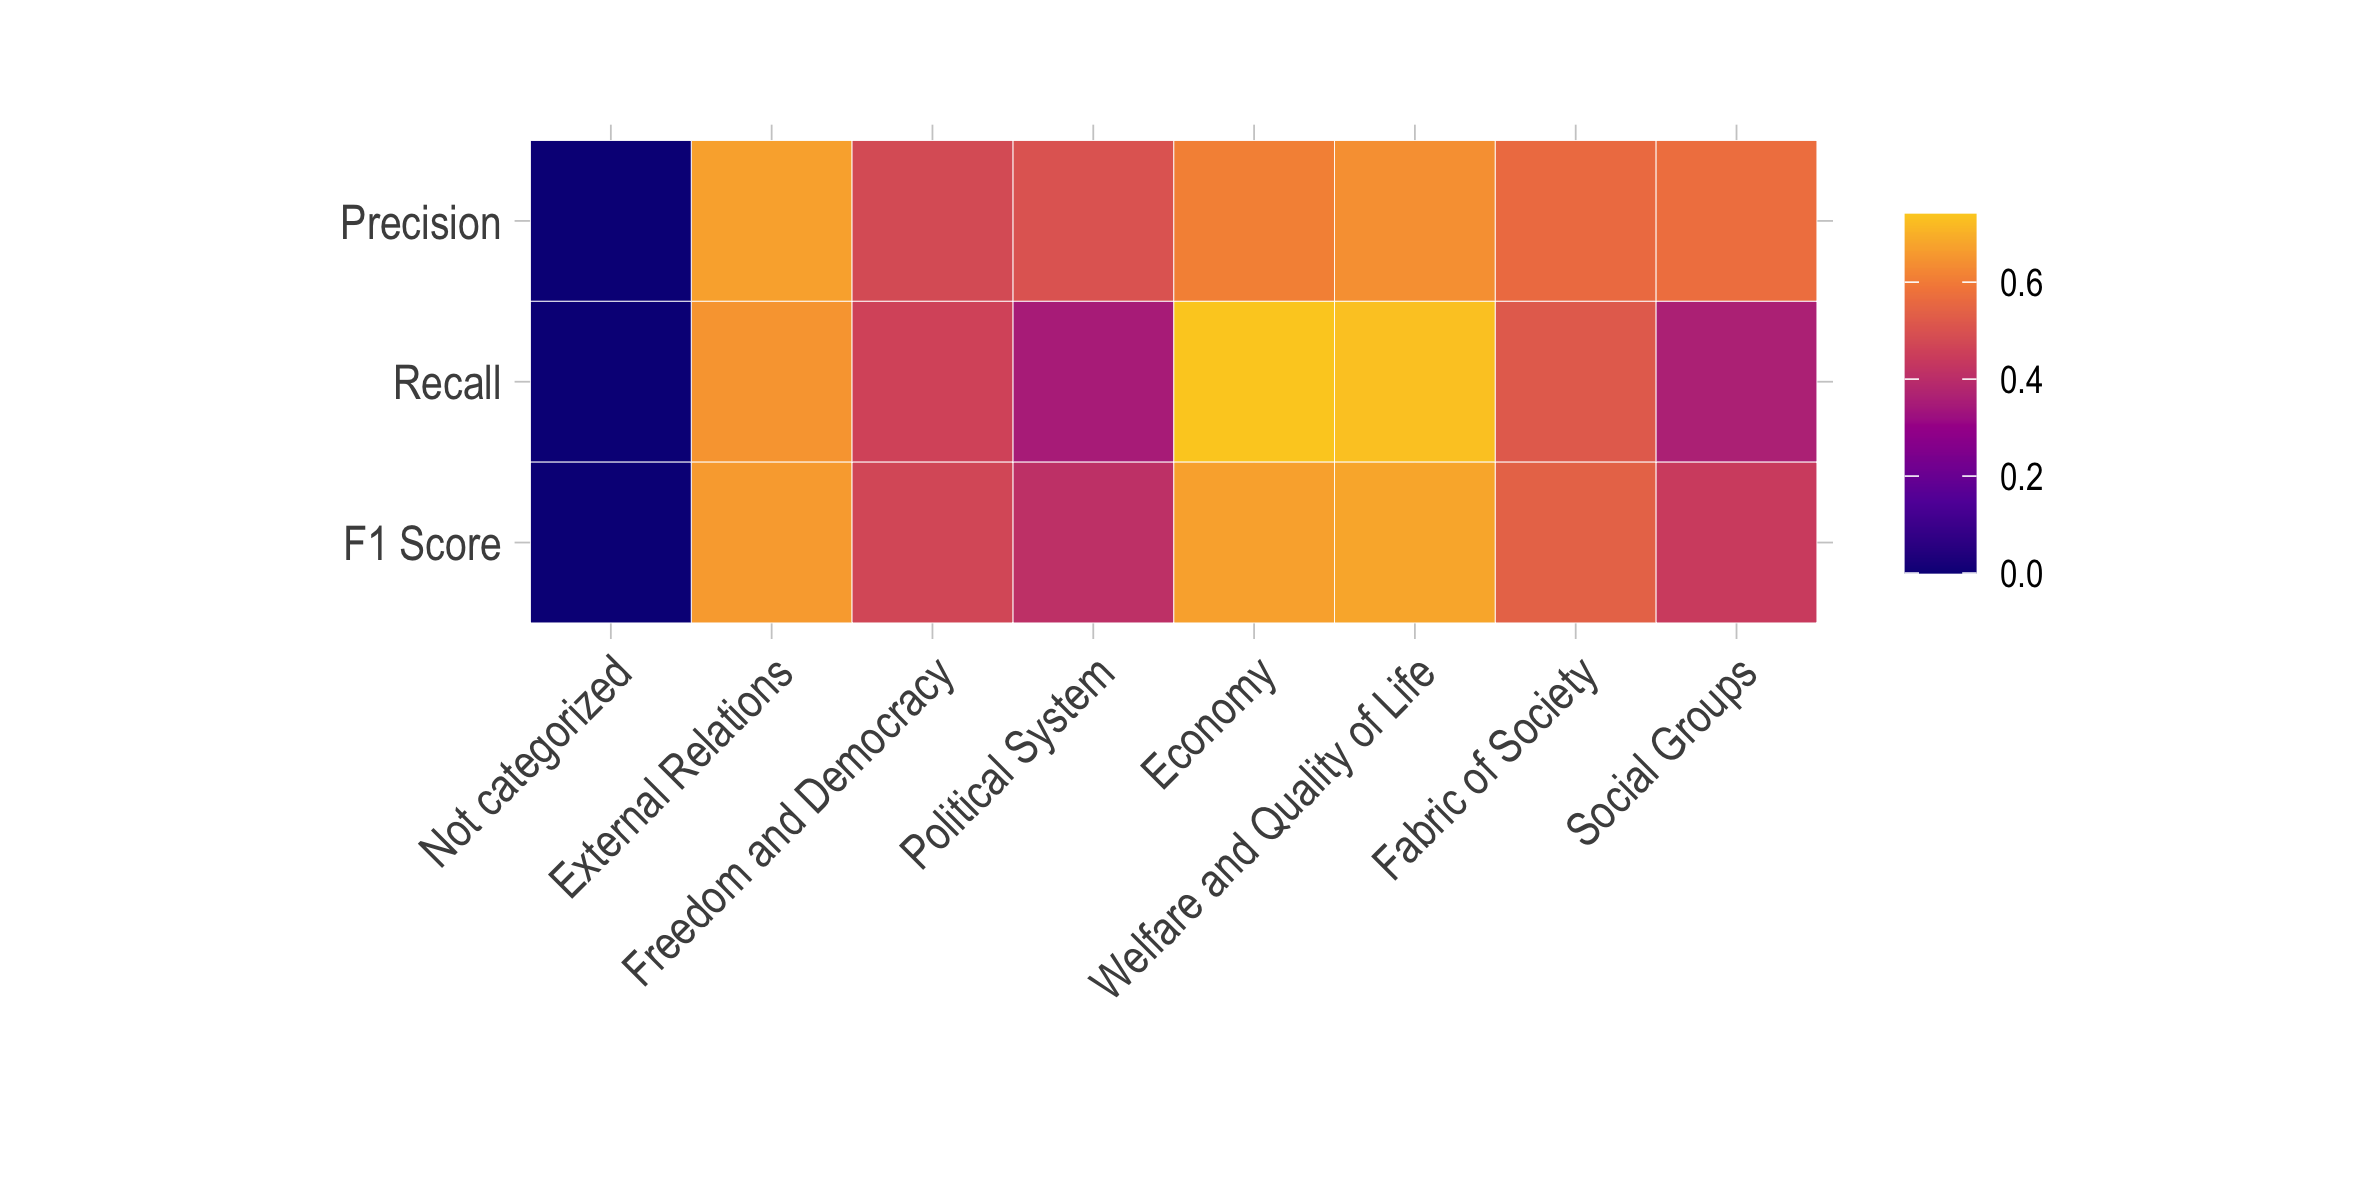 Precision
Recall
F1 Score
0.6
0.4
0.2
0.0
Not categorized
External Relations
Freedom and Democracy
Political System
Economy
Welfare and Quality of Life
Fabric of Society
Social Groups